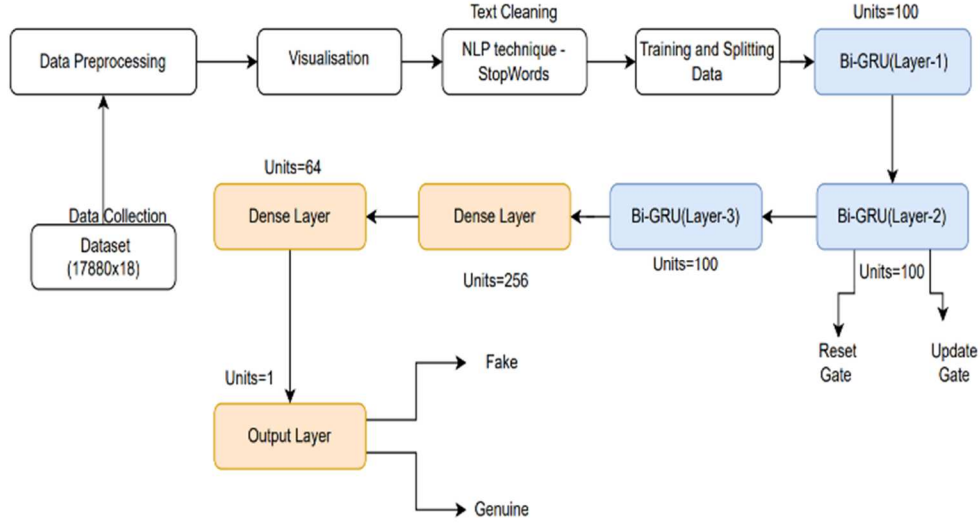 Text Cleaning
Units=100
Data Preprocessing
Visualisation
NLP technique -
StopWords
Training and Splitting
Data
Bi-GRU(Layer-1)
Units=64
Data Collection
Dataset
(17880x18)
Dense Layer
Dense Layer
Bi-GRU(Layer-3)
Bi-GRU(Layer-2)
Units=256
Units=100
Units=100
Reset
Gate
Update
Gate
Units=1
Output Layer
Fake
Genuine